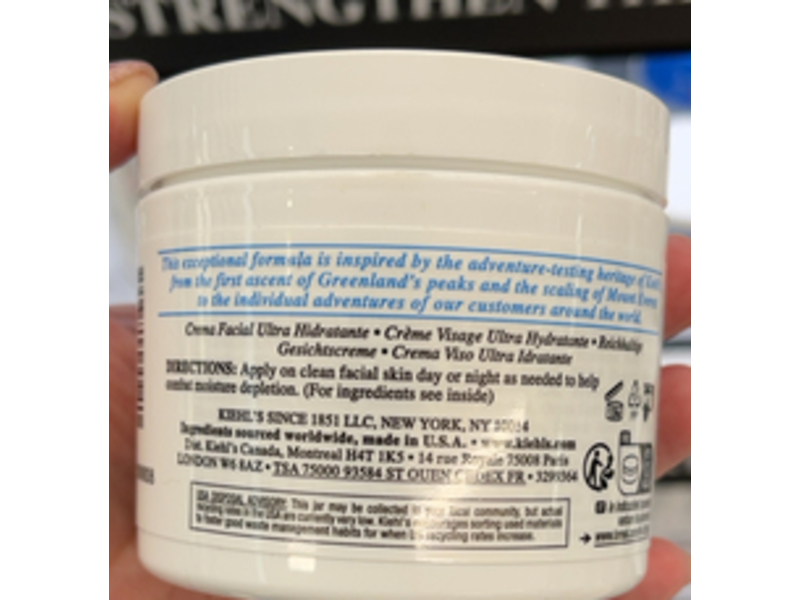 STRENGTHEN
This exceptional formula is inspired by the adventure-testing heritage of
from the first ascent of Greenland's peaks and the scaling of Mount
to the individual adventures of our customers around the world.
Crema Facial Ultra Hidratante • Crème Visage Ultra Hydratante • Reichhaltige
Gesichtscreme • Crema Viso Ultra Idratante
DIRECTIONS: Apply on clean facial skin day or night as needed to help
combat moisture depletion. (For ingredients see inside)
KIEHL'S SINCE 1851 LLC, NEW YORK, NY
Ingredients sourced worldwide, made in U.S.A. • www.kiehls.com
Dist. Kiehl's Canada, Montreal H4T 1K5 • 14 rue Royale 75008 Paris
LONDON W6 8AZ • TSA 75000 93584 ST OUEN CEDEX FR • 3291364
USA DISPOSAL ADVISORY: This jar may be collected in your local community, but actual
recycling rates in the USA are currently very low. Kiehl's encourages sorting used materials
to foster good waste management habits for when the recycling rates increase.